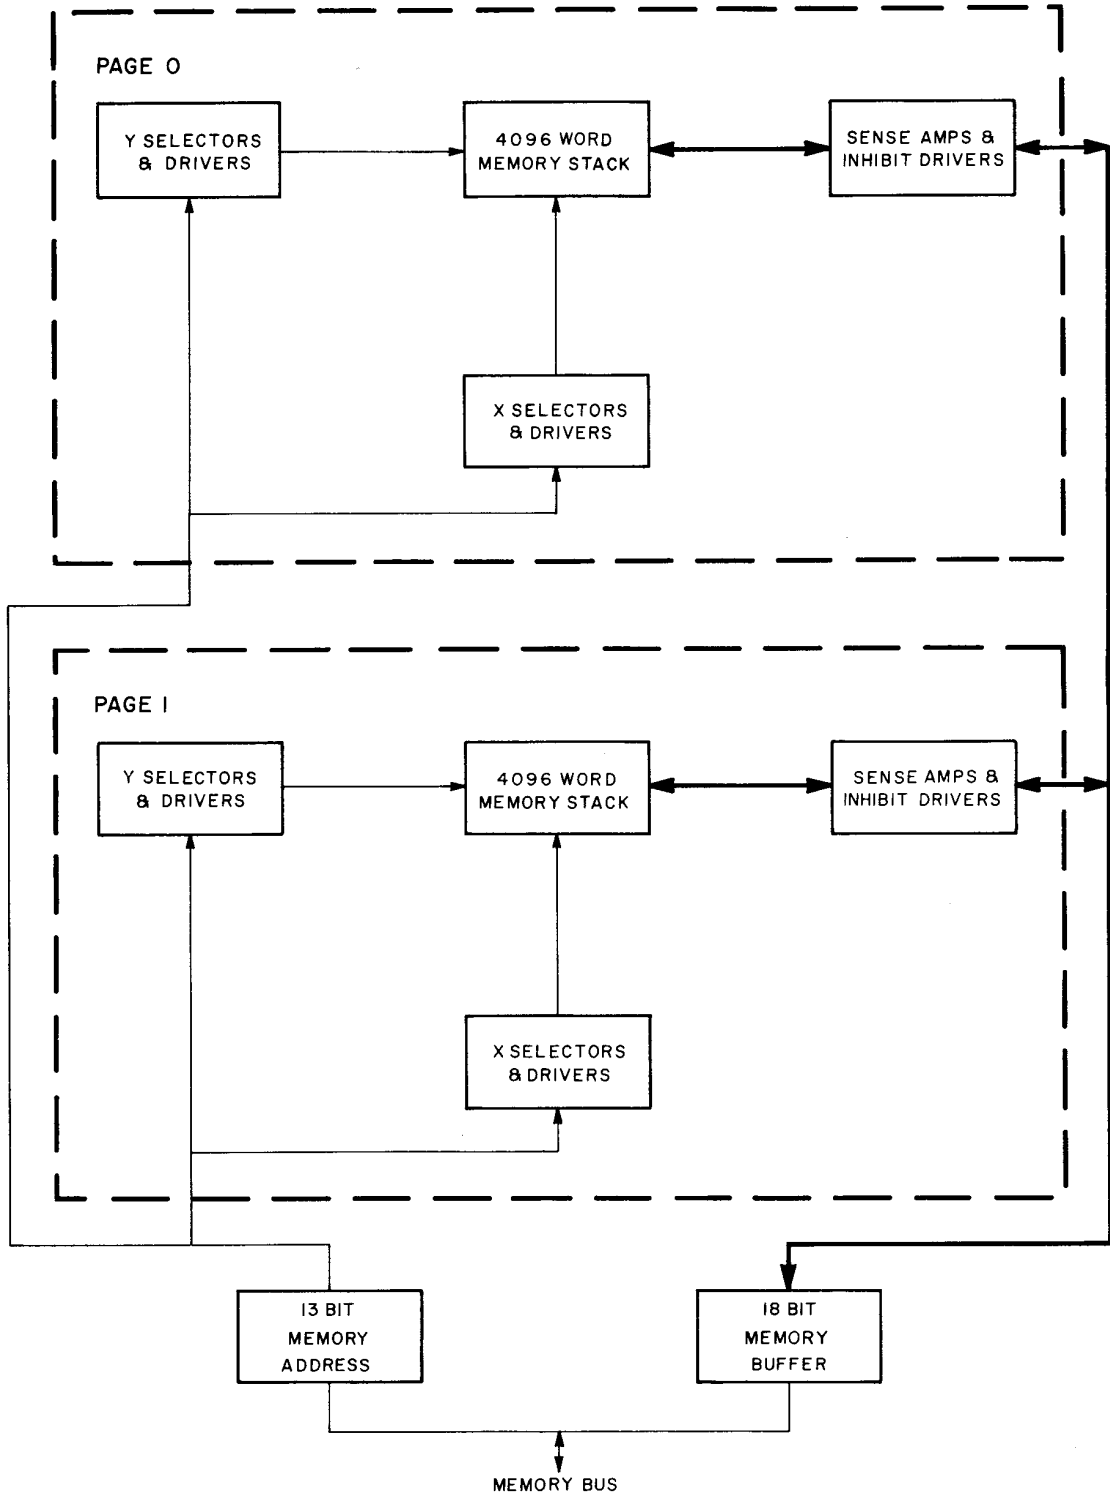 PAGE 0
Y SELECTORS
& DRIVERS
4096 WORD
MEMORY STACK
SENSE AMPS &
INHIBIT DRIVERS
X SELECTORS
& DRIVERS
PAGE 1
Y SELECTORS
& DRIVERS
4096 WORD
MEMORY STACK
SENSE AMPS &
INHIBIT DRIVERS
X SELECTORS
& DRIVERS
13 BIT
MEMORY
ADDRESS
18 BIT
MEMORY
BUFFER
MEMORY BUS